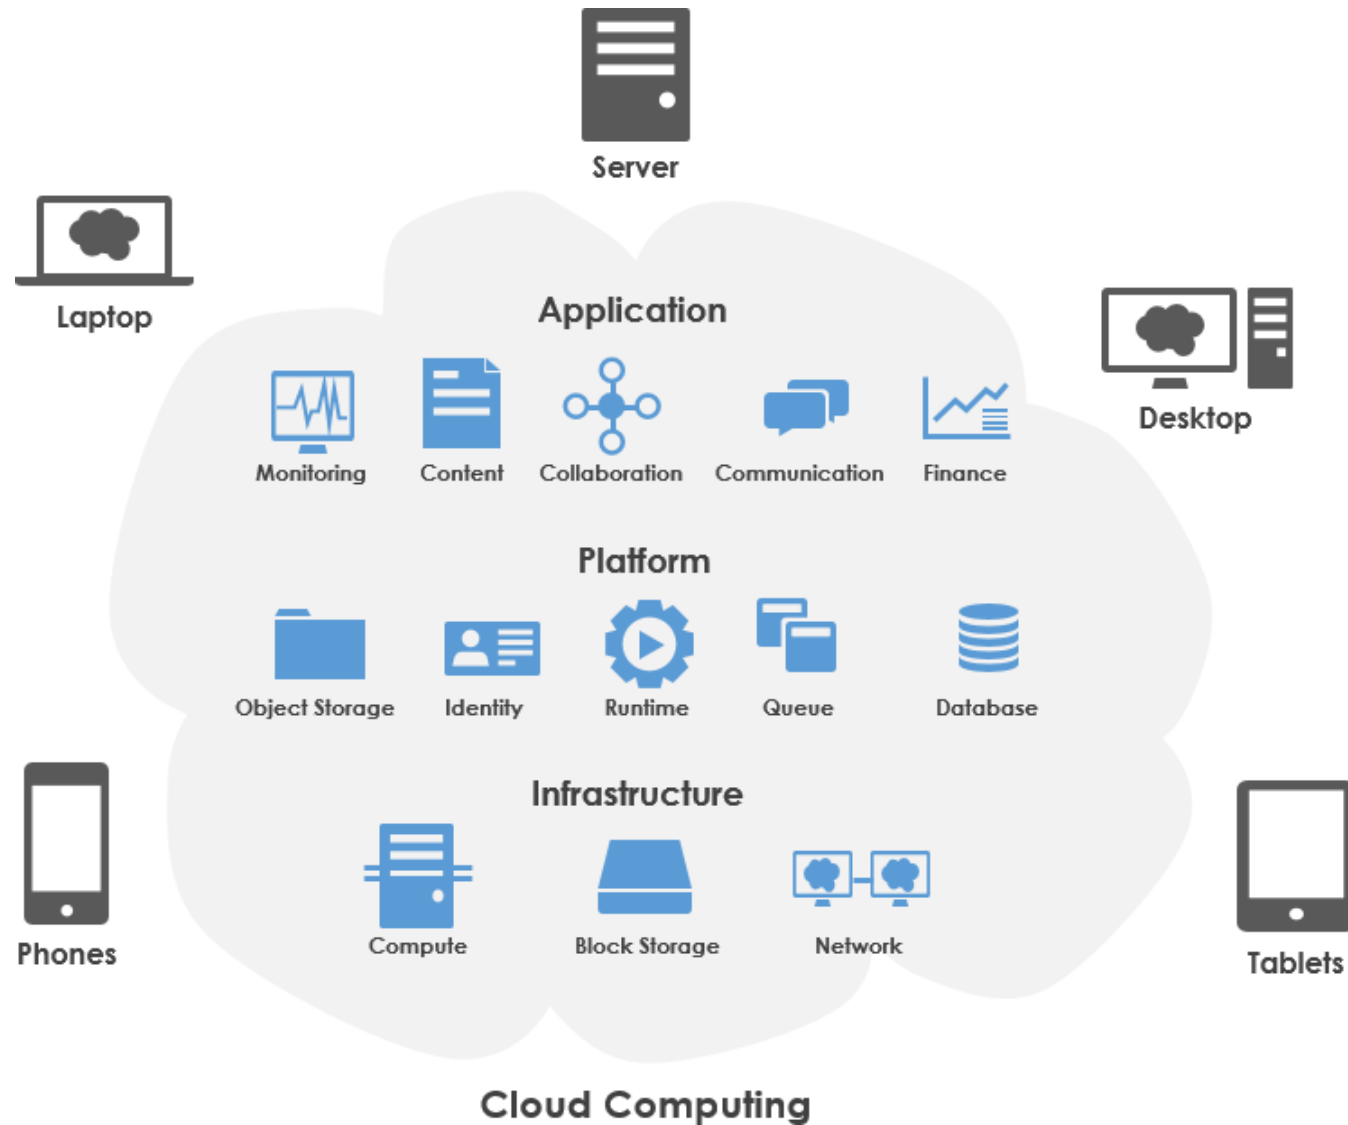 Server
Laptop
Desktop
Application
Monitoring
Content
Collaboration
Communication
Finance
Platform
Object Storage
Identity
Runtime
Queue
Database
Infrastructure
Compute
Block Storage
Network
Phones
Tablets
Cloud Computing